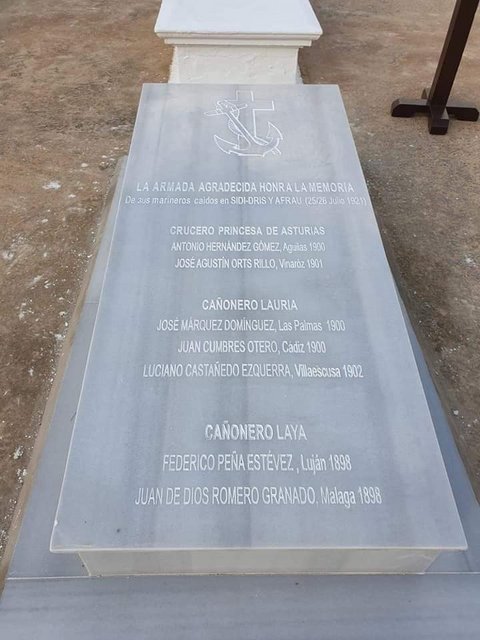 LA ARMADA AGRADECIDA HONRA LA MEMORIA
De sus marineros caídos en SIDI-DRIS Y AFRAU (25/26 Julio 1921)
CRUCERO PRINCESA DE ASTURIAS
ANTONIO HERNÁNDEZ GÓMEZ, Aguilas 1900
JOSÉ AGUSTÍN ORTS RILLO, Vinaròz 1901
CAÑONERO LAURIA
JOSÉ MÁRQUEZ DOMÍNGUEZ, Las Palmas 1900
JUAN CUMBRES OTERO, Cadiz 1900
LUCIANO CASTAÑEDO EZQUERRA, Villaescusa 1902
CAÑONERO LAYA
FEDERICO PEÑA ESTÉVEZ, Luján 1898
JUAN DE DIOS ROMERO GRANADO, Malaga 1898